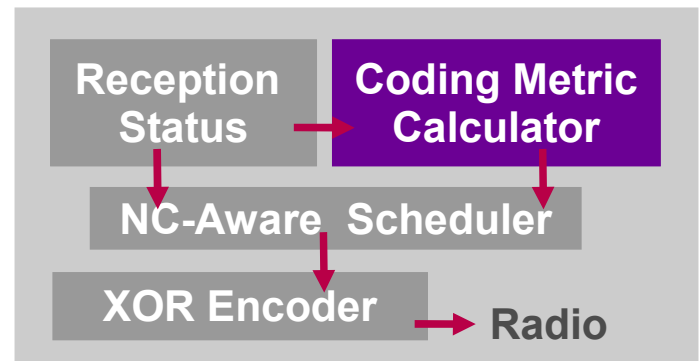 Reception
Status
Coding Metric
Calculator
NC-Aware Scheduler
XOR Encoder
Radio